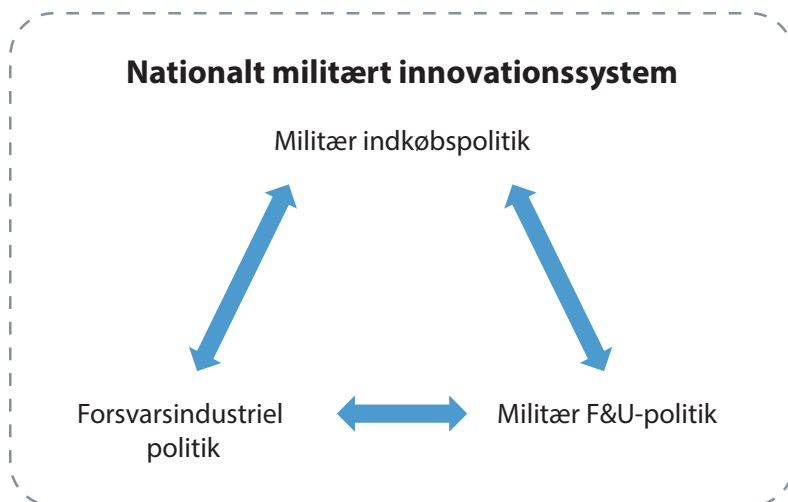 Nationalt militært innovationssystem
Militær indkøbspolitik
Forsvarsindustriel
politik
Militær F&U-politik